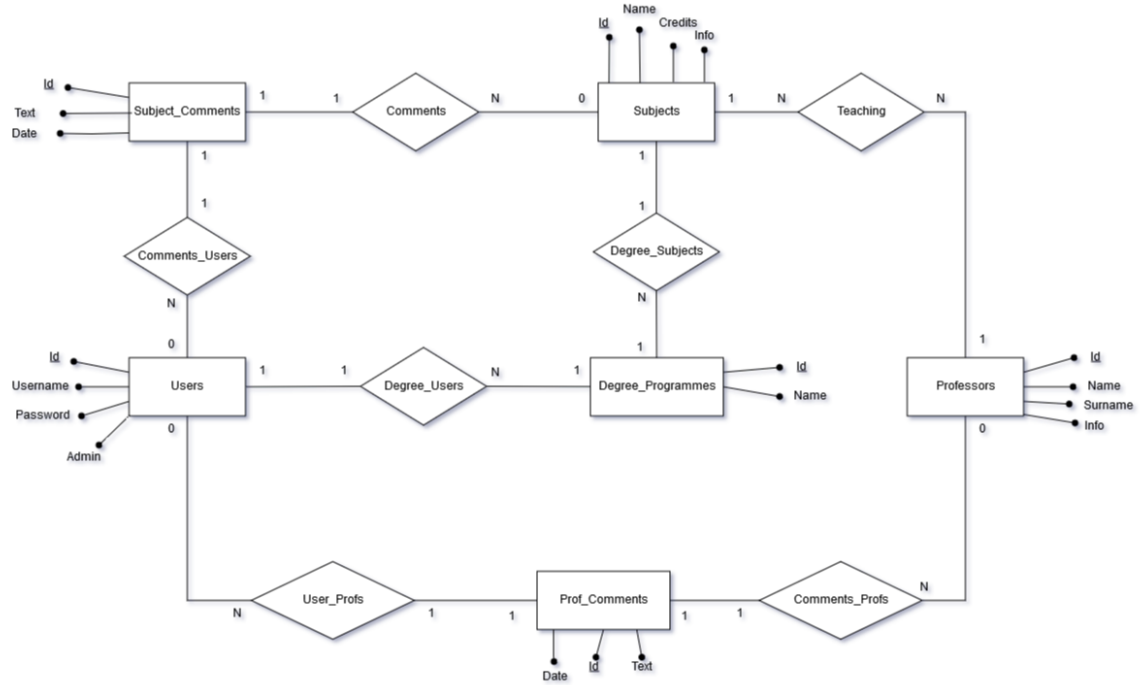 Name
Id
Credits
Info
Id
Text
Date
Subject_Comments
1
1
Comments
N
0
Subjects
1
N
Teaching
N
1
1
1
1
Comments_Users
Degree_Subjects
N
N
0
1
1
Id
Username
Password
Admin
Users
1
1
Degree_Users
N
1
Degree_Programmes
Id
Name
Professors
Id
Name
Surname
Info
0
0
N
User_Profs
1
1
Prof_Comments
1
1
Comments_Profs
N
Date
Id
Text